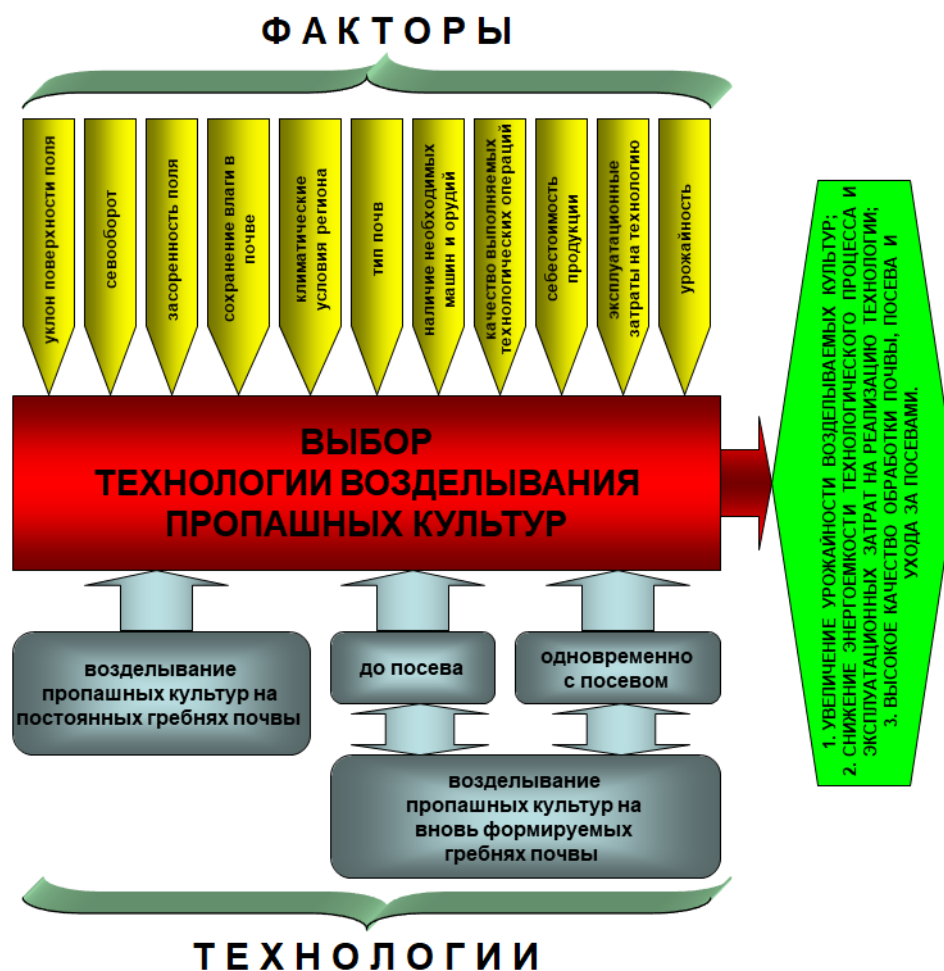 ФАКТОРЫ
уклон поверхности поля
севооборот
засоренность поля
сохранение влаги в
почве
климатические
условия региона
тип почв
наличие необходимых
машин и орудий
качество выполняемых
технологических операций
себестоимость
продукции
эксплуатационные
затраты на технологию
урожайность
ВЫБОР
ТЕХНОЛОГИИ ВОЗДЕЛЫВАНИЯ
ПРОПАШНЫХ КУЛЬТУР
1. УВЕЛИЧЕНИЕ УРОЖАЙНОСТИ ВОЗДЕЛЫВАЕМЫХ КУЛЬТУР;
2. СНИЖЕНИЕ ЭНЕРГОЕМКОСТИ ТЕХНОЛОГИЧЕСКОГО ПРОЦЕССА И
ЭКСПЛУАТАЦИОННЫХ ЗАТРАТ НА РЕАЛИЗАЦИЮ ТЕХНОЛОГИИ;
3. ВЫСОКОЕ КАЧЕСТВО ОБРАБОТКИ ПОЧВЫ, ПОСЕВА И
УХОДА ЗА ПОСЕВАМИ.
возделывание
пропашных культур на
постоянных гребнях почвы
до посева
одновременно
с посевом
возделывание
пропашных культур на
вновь формируемых
гребнях почвы
ТЕХНОЛОГИИ